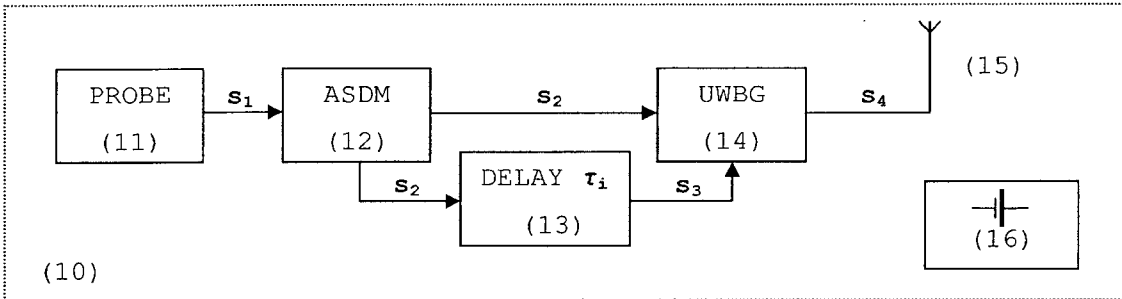 PROBE
(11)
s1
ASDM
(12)
s2
UWBG
(14)
s4
(15)
s2
DELAY τi
(13)
s3
(16)
(10)